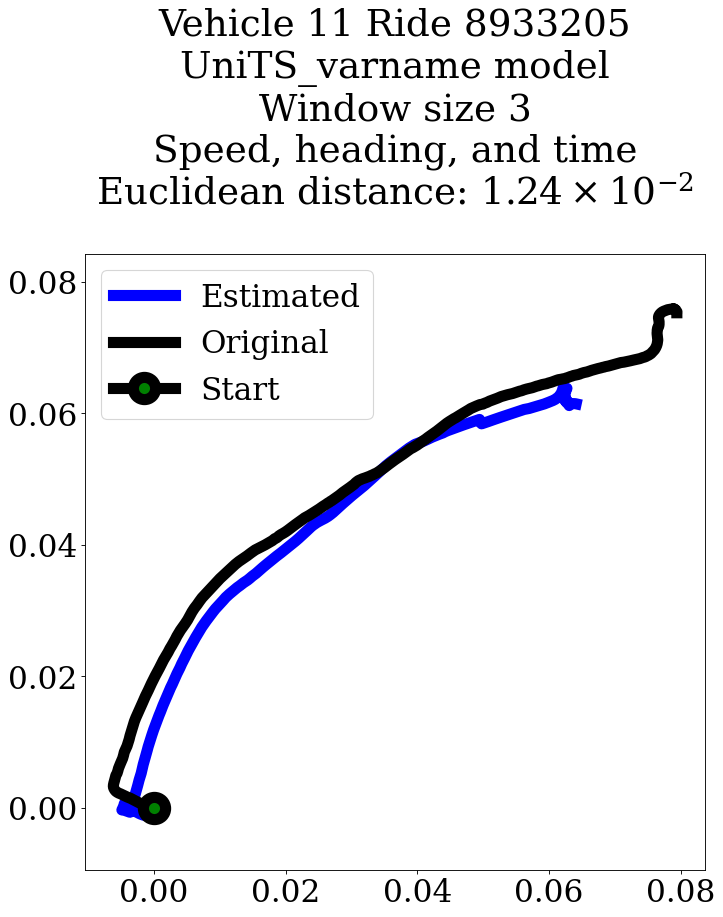 Vehicle 11 Ride 8933205
UniTS_varname model
Window size 3
Speed, heading, and time
Euclidean distance: 1.24 × 10⁻²
Estimated
Original
Start
0.08
0.06
0.04
0.02
0.00
0.00 0.02 0.04 0.06 0.08